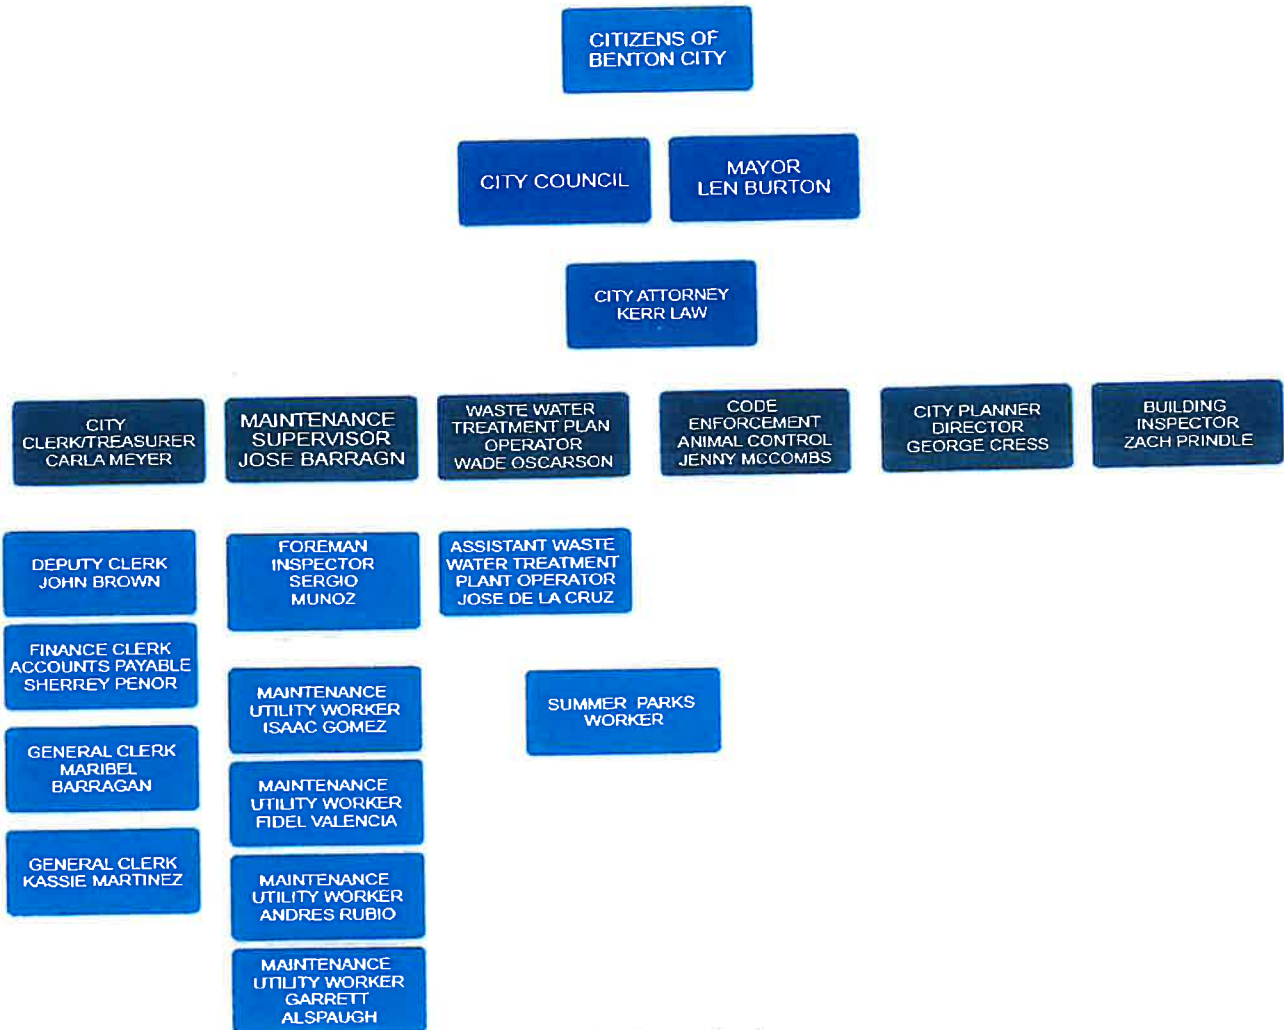 CITIZENS OF
BENTON CITY
CITY COUNCIL
MAYOR
LEN BURTON
CITY ATTORNEY
KERR LAW
CITY
CLERK/TREASURER
CARLA MEYER
MAINTENANCE
SUPERVISOR
JOSE BARRAGN
WASTE WATER
TREATMENT PLAN
OPERATOR
WADE OSCARSON
CODE
ENFORCEMENT
ANIMAL CONTROL
JENNY MCCOMBS
CITY PLANNER
DIRECTOR
GEORGE CRESS
BUILDING
INSPECTOR
ZACH PRINDLE
DEPUTY CLERK
JOHN BROWN
FOREMAN
INSPECTOR
SERGIO
MUNOZ
ASSISTANT WASTE
WATER TREATMENT
PLANT OPERATOR
JOSE DE LA CRUZ
FINANCE CLERK
ACCOUNTS PAYABLE
SHERREY PENOR
MAINTENANCE
UTILITY WORKER
ISAAC GOMEZ
SUMMER PARKS
WORKER
GENERAL CLERK
MARIBEL
BARRAGAN
MAINTENANCE
UTILITY WORKER
FIDEL VALENCIA
GENERAL CLERK
KASSIE MARTINEZ
MAINTENANCE
UTILITY WORKER
ANDRES RUBIO
MAINTENANCE
UTILITY WORKER
GARRETT
ALSPAUGH